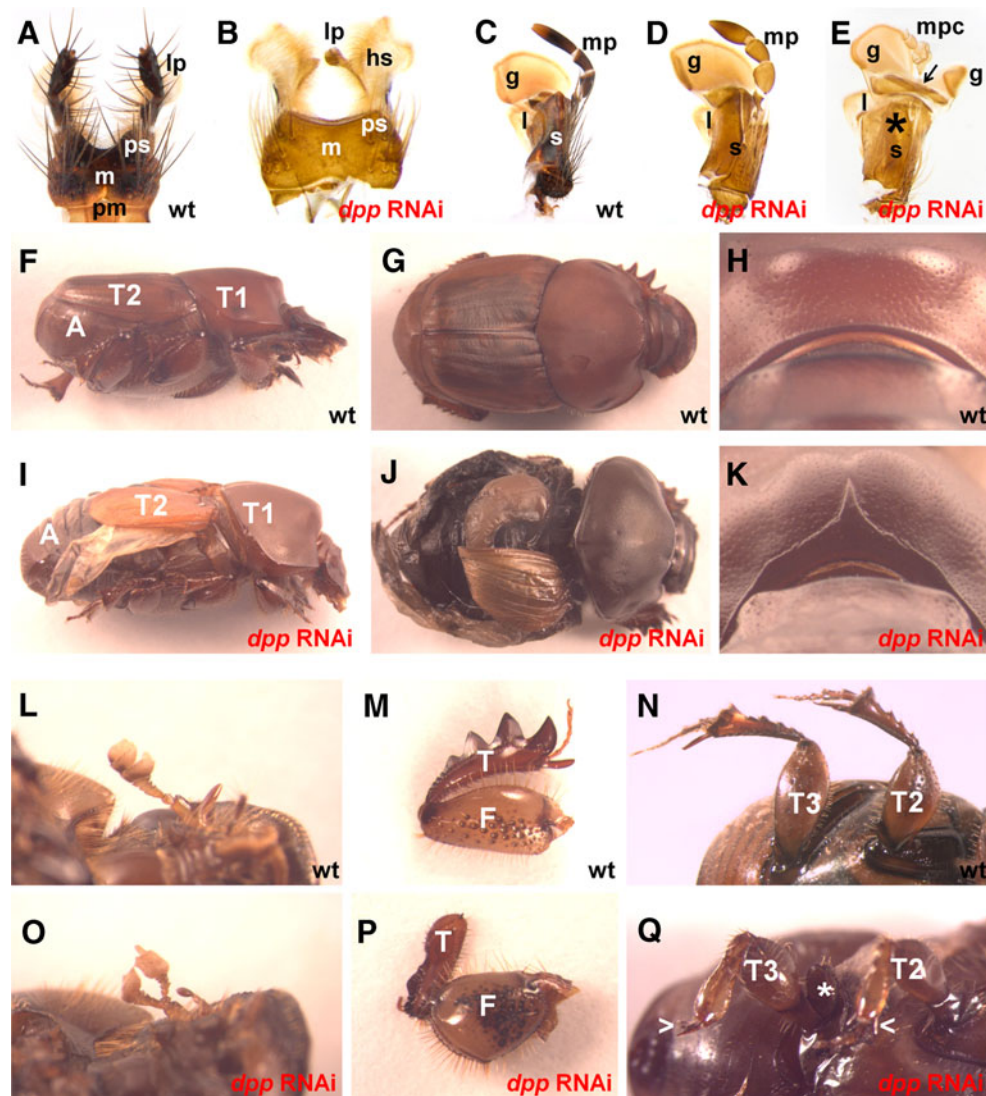 A
lp
ps
m
pm
wt
B
lp
hs
ps
m
dpp RNAi
C
mp
g
l
s
wt
D
mp
g
l
s
dpp RNAi
E
mpc
g
g
l
*
s
dpp RNAi
F
T2
T1
A
wt
G
wt
H
wt
I
T2
T1
A
dpp RNAi
J
dpp RNAi
K
dpp RNAi
L
wt
M
T
F
wt
N
T3
T2
wt
O
dpp RNAi
P
T
F
dpp RNAi
Q
T3
T2
*
>
<
dpp RNAi